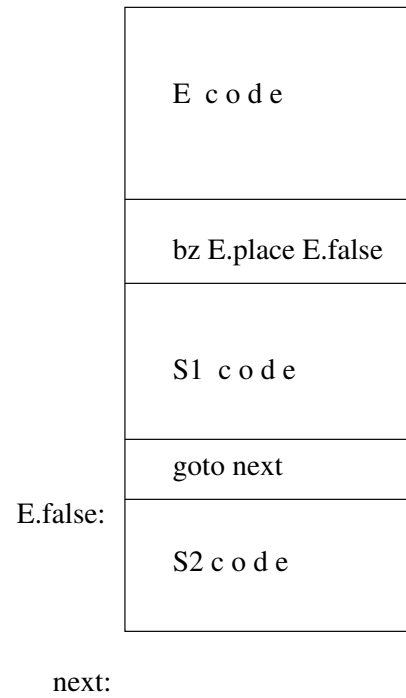 E c o d e
bz E.place E.false
S1 c o d e
goto next
E.false:
S2 c o d e
next: